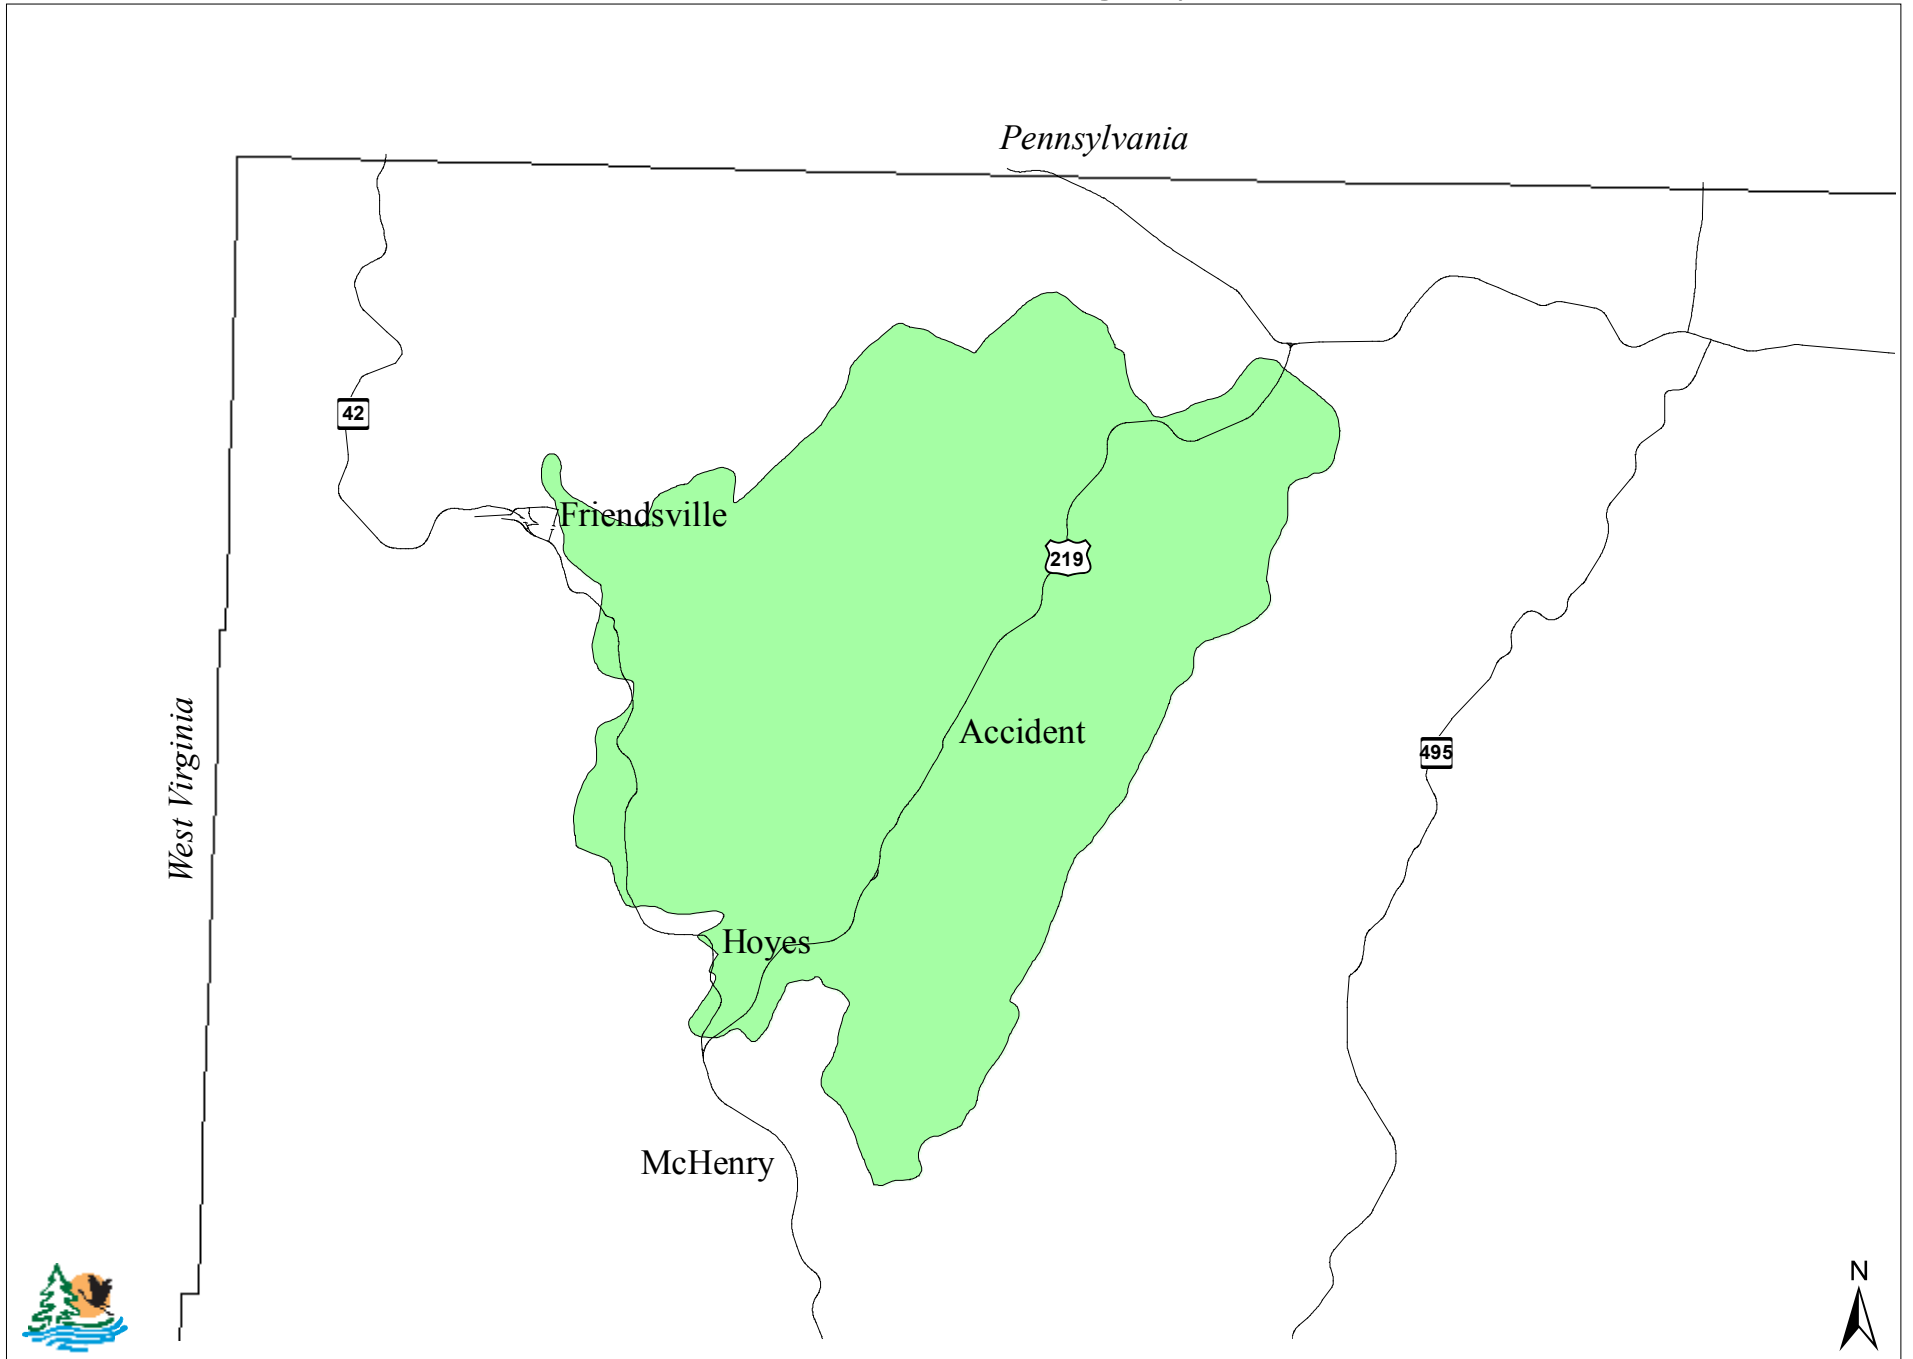 Pennsylvania
42
Friendsville
219
West Virginia
Accident
495
Hoyes
McHenry
N